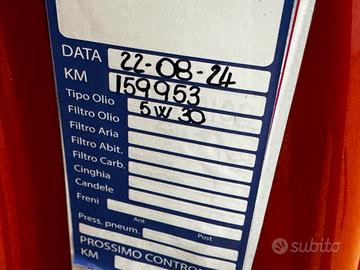 DATA 22-08-24
KM 159953
Tipo Olio 5W30
FIltro Olio
Filtro Aria
Filtro Abit.
Filtro Carb.
Cinghia
Candele
Freni
Ant Post
Press. pneum.
PROSSIMO CONTRO
KM
subito